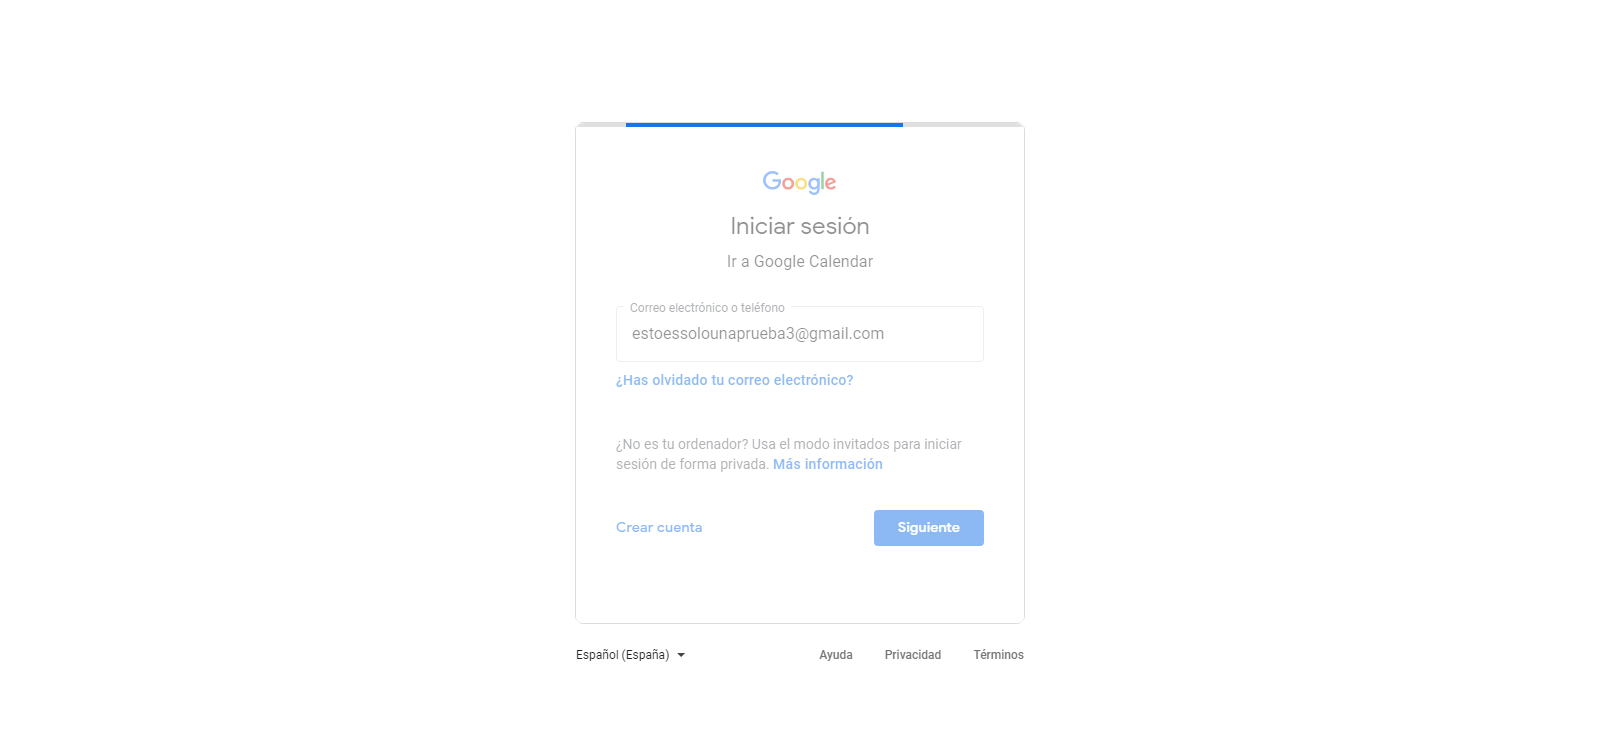 Google
Iniciar sesión
Ir a Google Calendar
Correo electrónico o teléfono
estoessolounaprueba3@gmail.com
¿Has olvidado tu correo electrónico?
¿No es tu ordenador? Usa el modo invitados para iniciar
sesión de forma privada. Más información
Crear cuenta
Siguiente
Español (España)
Ayuda
Privacidad
Términos